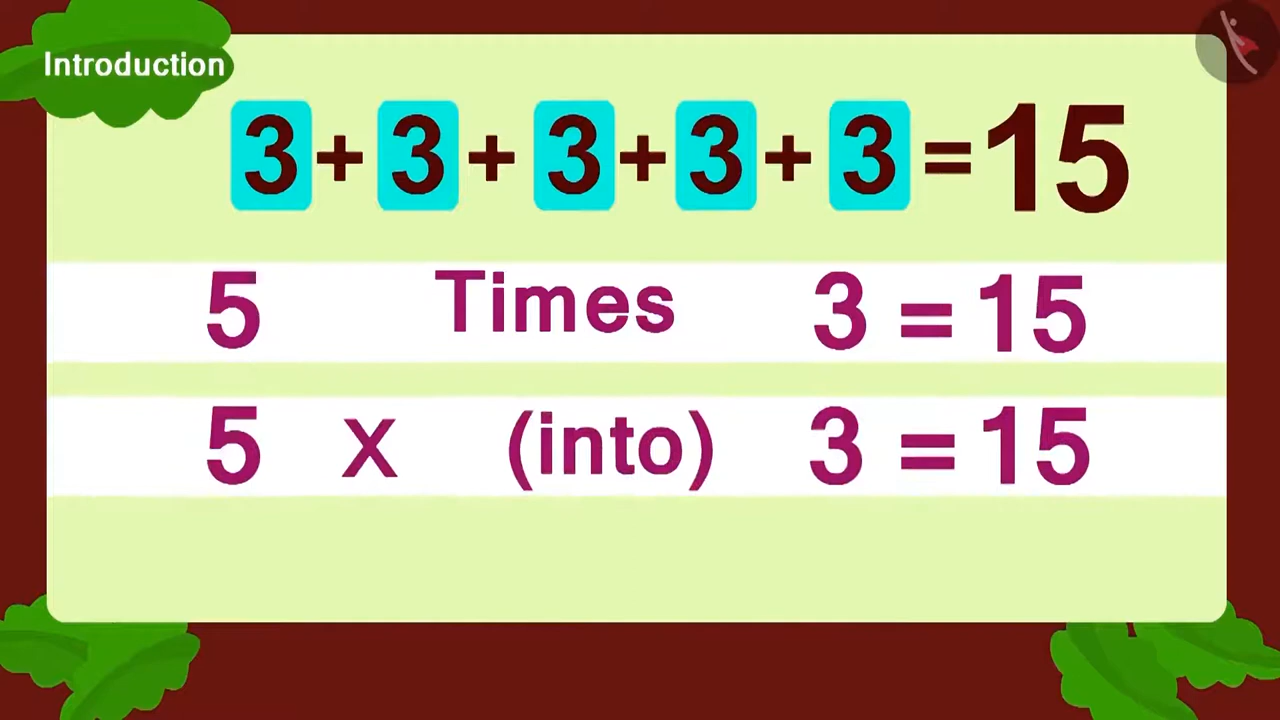 Introduction
3+3+3+3+3=15
5 Times 3=15
5 x (into) 3=15